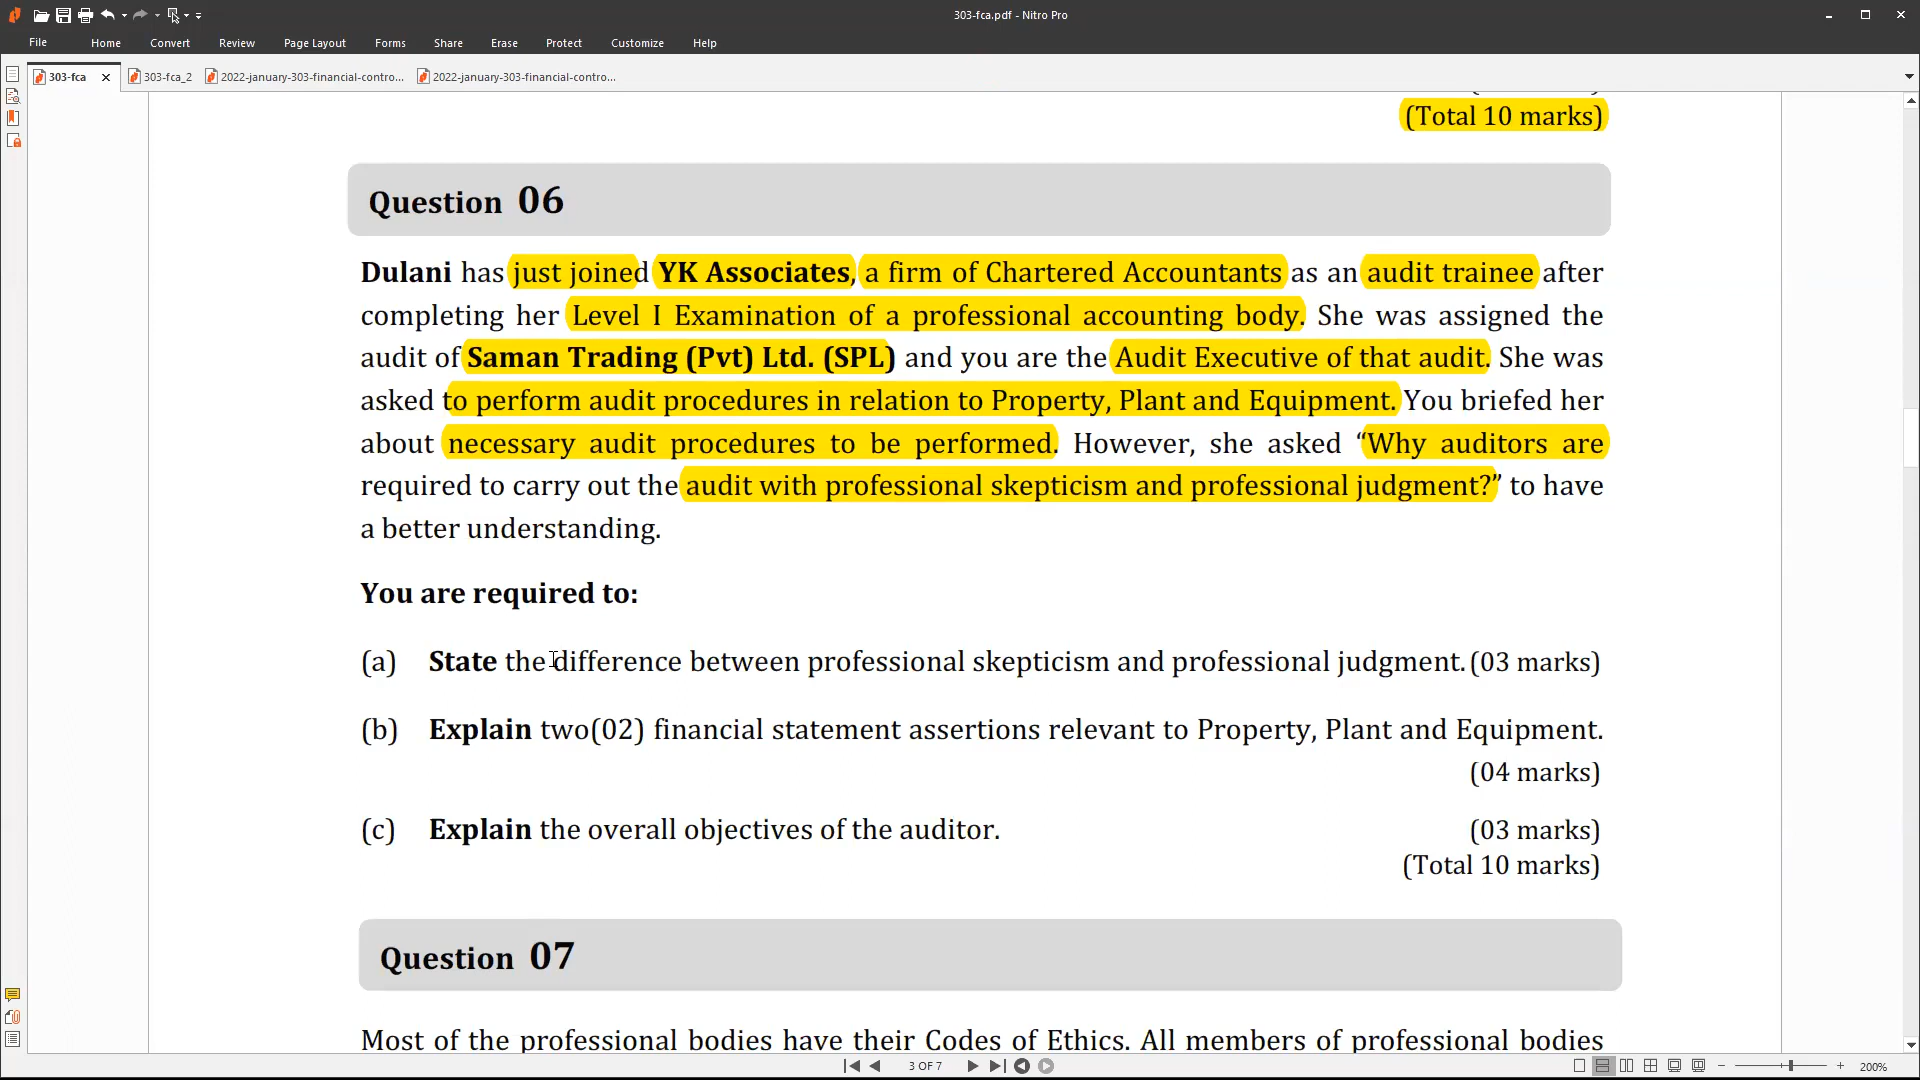 303-fca.pdf - Nitro Pro
File Home Convert Review Page Layout Forms Share Erase Protect Customize Help
303-fca 303-fca_2 2022-january-303-financial-contro... 2022-january-303-financial-contro...
(Total 10 marks)
Question 06
Dulani has just joined YK Associates, a firm of Chartered Accountants as an audit trainee after
completing her Level I Examination of a professional accounting body. She was assigned the
audit of Saman Trading (Pvt) Ltd. (SPL) and you are the Audit Executive of that audit. She was
asked to perform audit procedures in relation to Property, Plant and Equipment. You briefed her
about necessary audit procedures to be performed. However, she asked “Why auditors are
required to carry out the audit with professional skepticism and professional judgment?” to have
a better understanding.
You are required to:
(a) State the difference between professional skepticism and professional judgment. (03 marks)
(b) Explain two(02) financial statement assertions relevant to Property, Plant and Equipment.
(04 marks)
(c) Explain the overall objectives of the auditor. (03 marks)
(Total 10 marks)
Question 07
Most of the professional bodies have their Codes of Ethics. All members of professional bodies
3 OF 7
200%